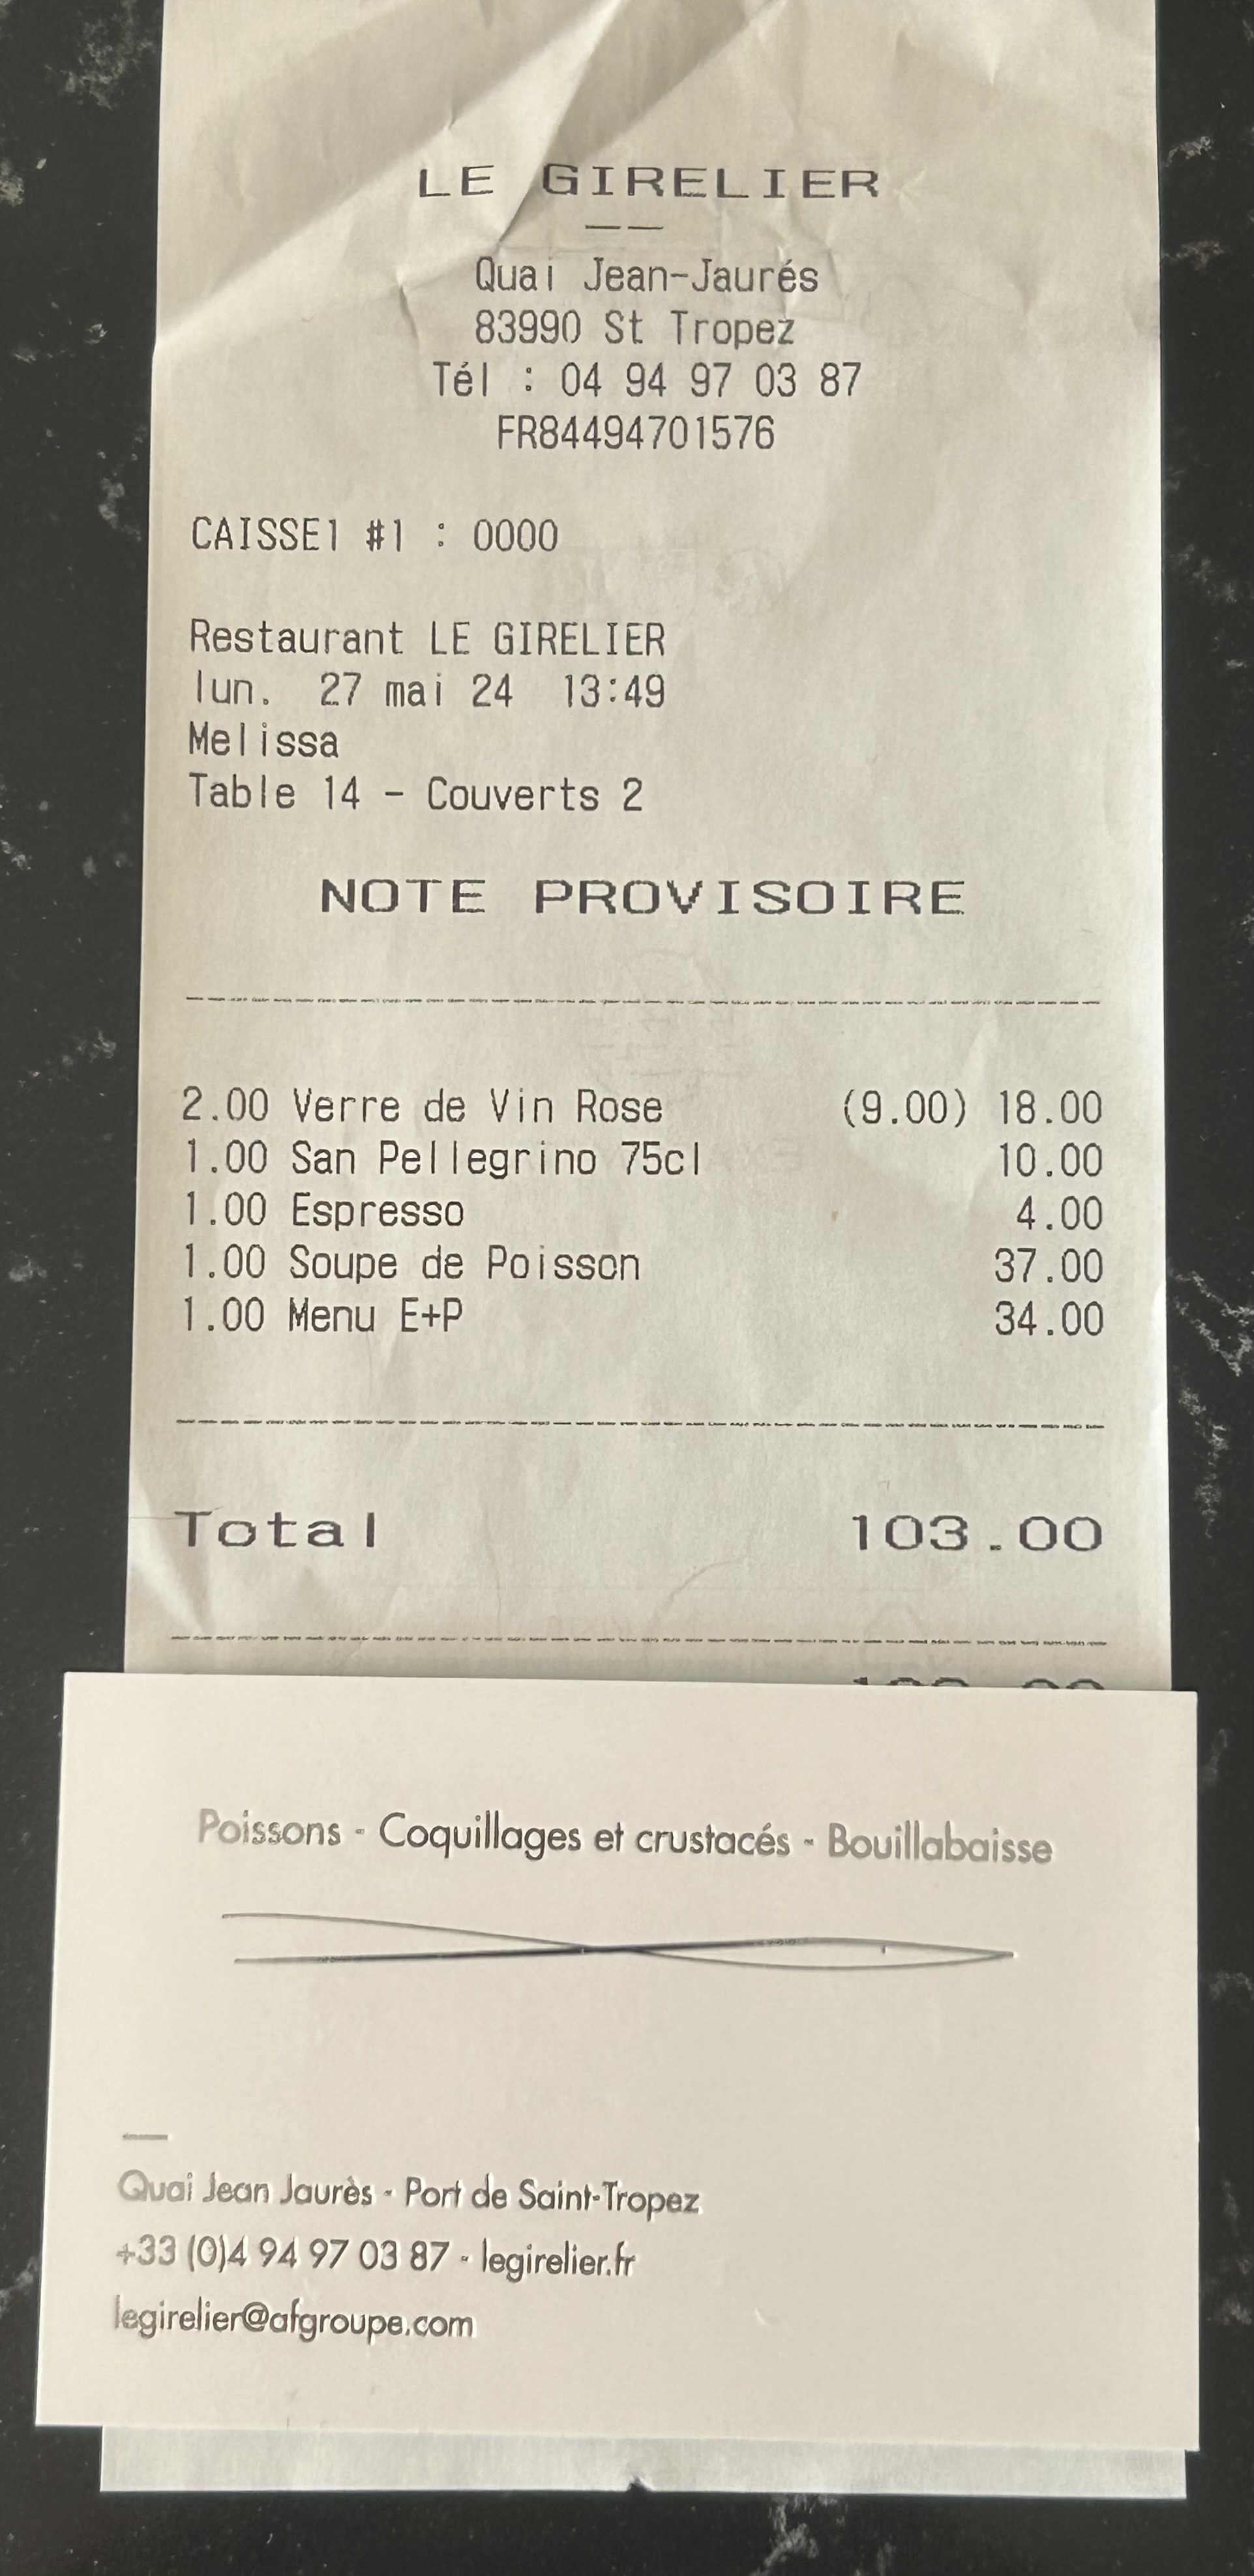 LE GIRELIER
Quai Jean-Jaurés
83990 St Tropez
Tél : 04 94 97 03 87
FR84494701576
CAISSE1 #1 : 0000
Restaurant LE GIRELIER
lun. 27 mai 24 13:49
Melissa
Table 14 - Couverts 2
NOTE PROVISOIRE
2.00 Verre de Vin Rose (9.00) 18.00
1.00 San Pellegrino 75cl 10.00
1.00 Espresso 4.00
1.00 Soupe de Poisson 37.00
1.00 Menu E+P 34.00
Total 103.00
Poissons - Coquillages et crustacés - Bouillabaisse
Quai Jean Jaurès - Port de Saint-Tropez
+33 (0)4 94 97 03 87 - legirelier.fr
legirelier@afgroupe.com